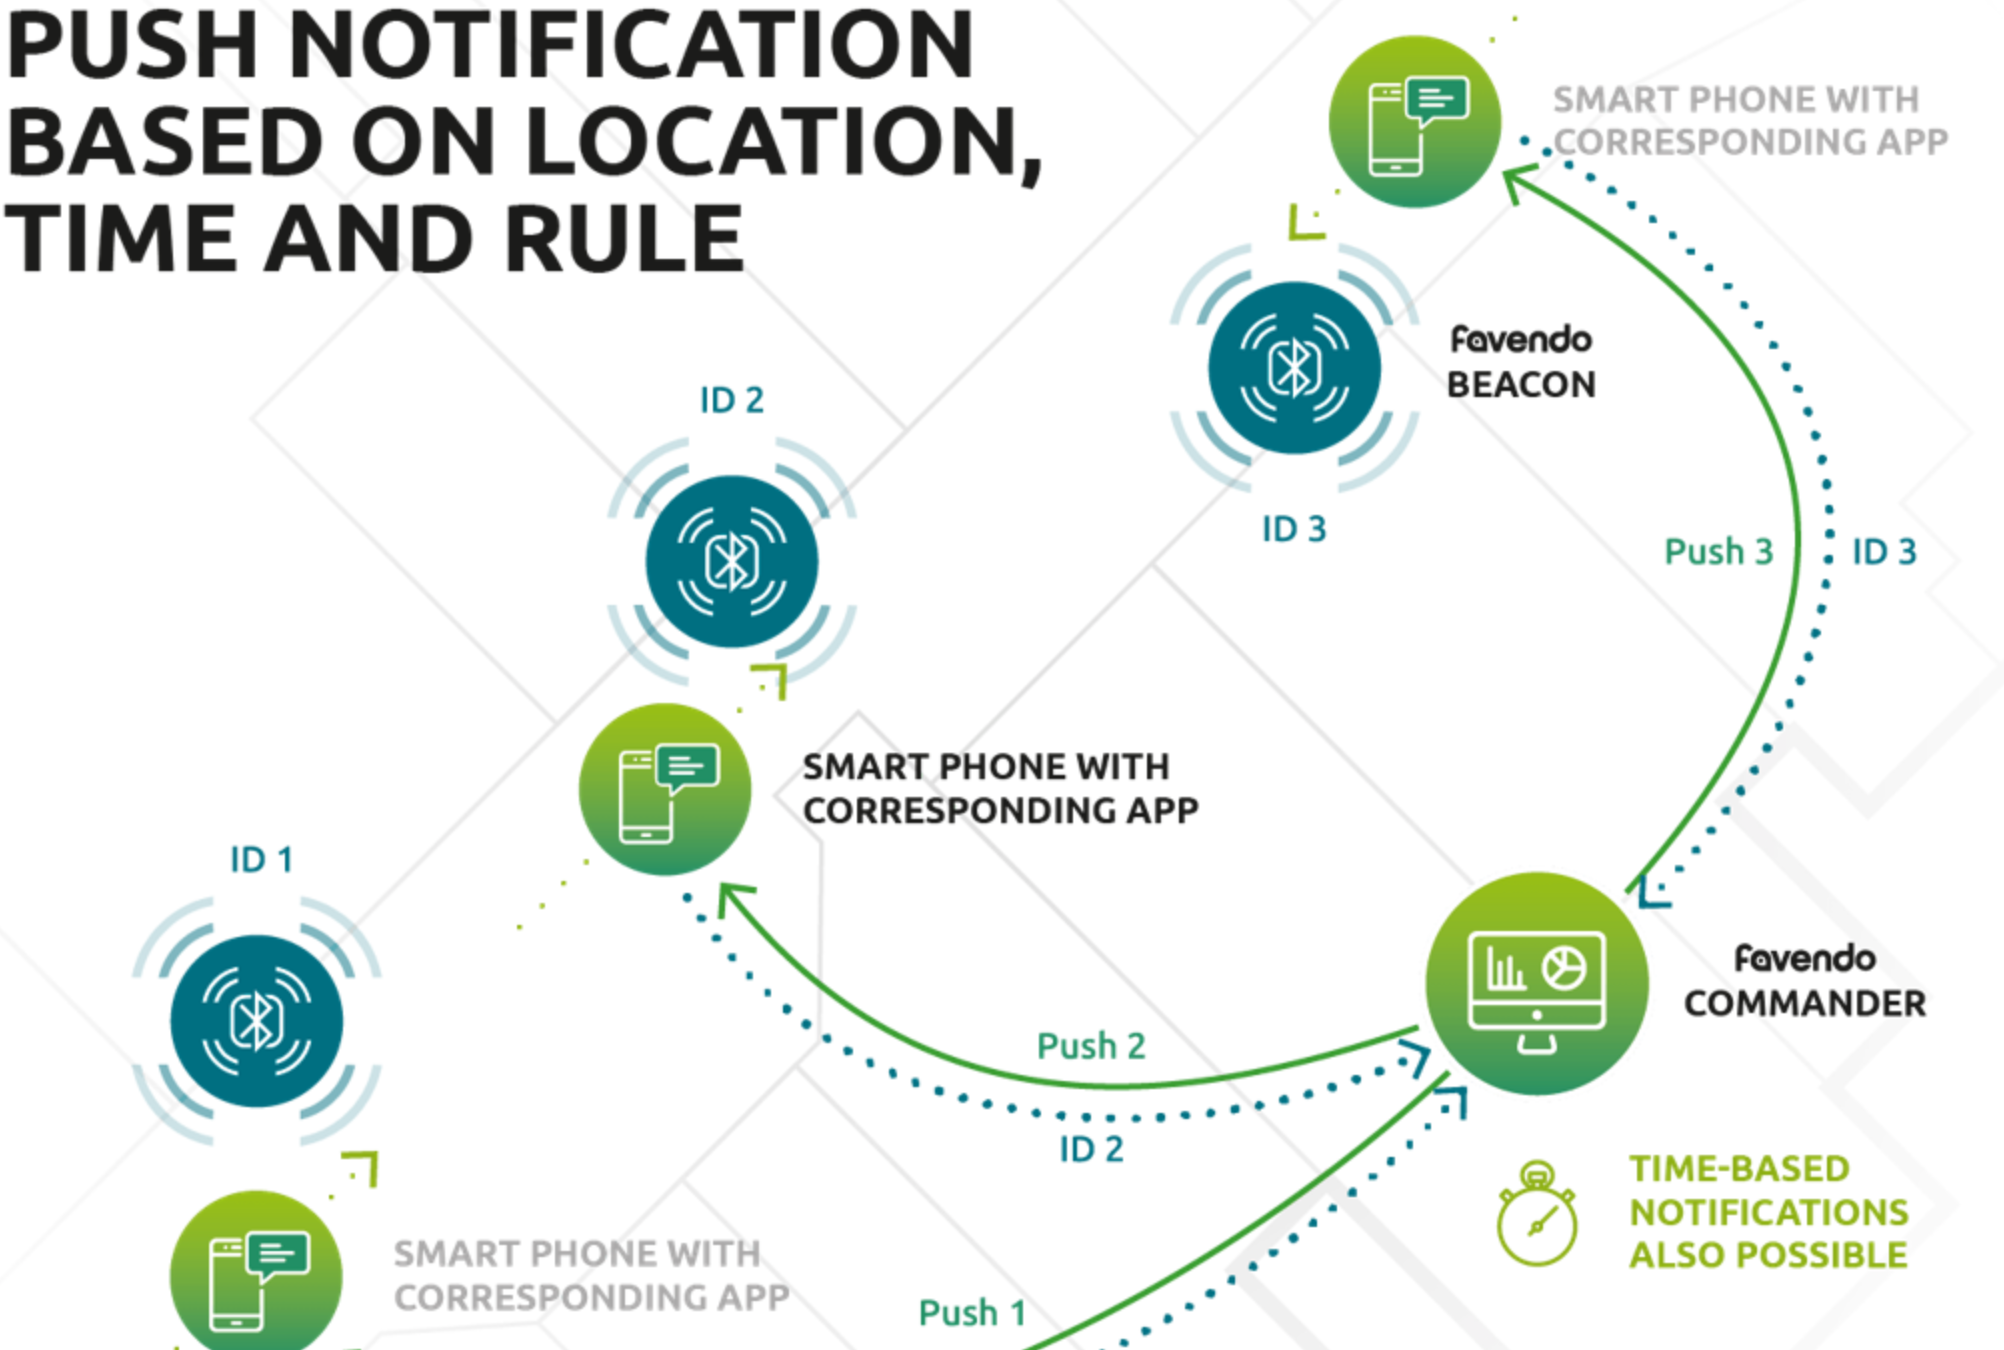 PUSH NOTIFICATION
BASED ON LOCATION,
TIME AND RULE
SMART PHONE WITH
CORRESPONDING APP
favendo
BEACON
ID 2
ID 3
Push 3
ID 3
SMART PHONE WITH
CORRESPONDING APP
ID 1
favendo
COMMANDER
Push 2
ID 2
TIME-BASED
NOTIFICATIONS
ALSO POSSIBLE
SMART PHONE WITH
CORRESPONDING APP
Push 1